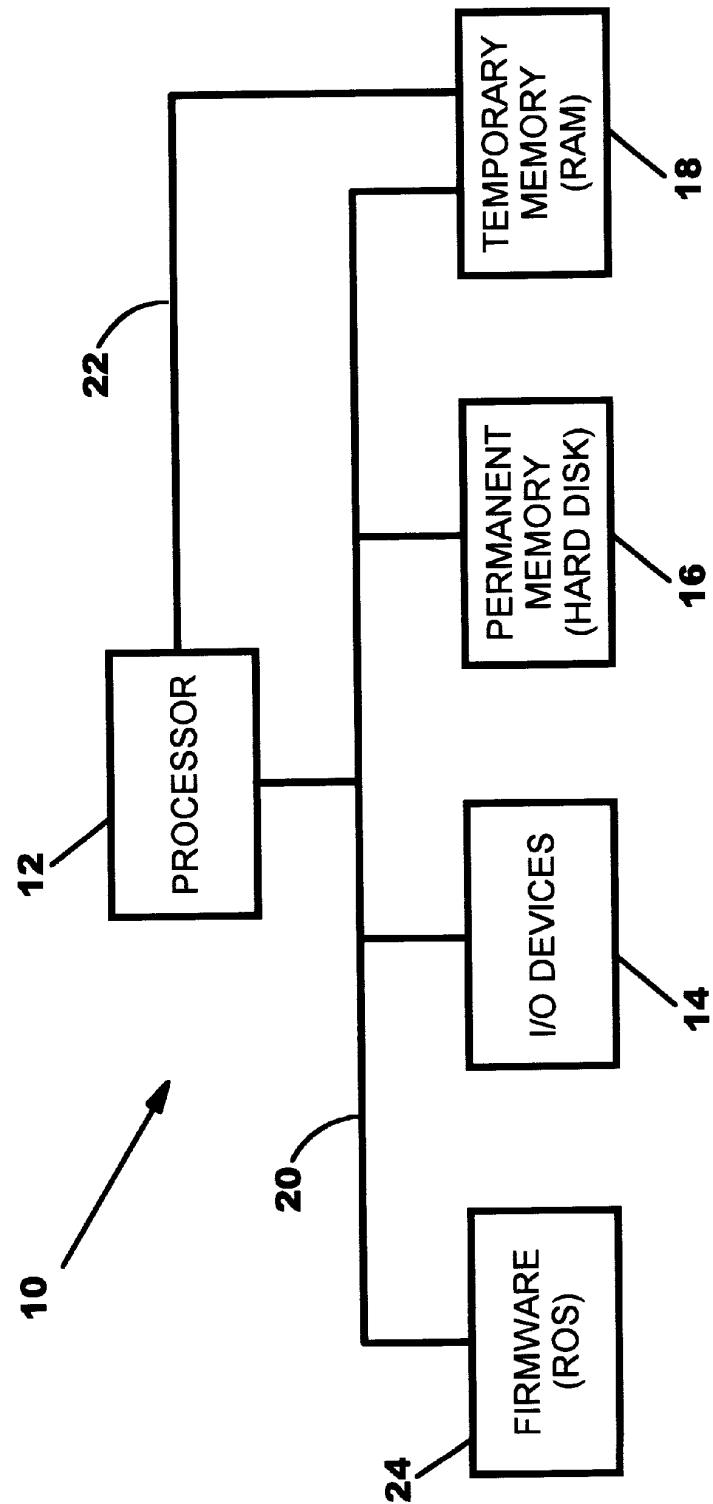 10
12
PROCESSOR
22
20
24
FIRMWARE
(ROS)
I/O DEVICES
14
PERMANENT
MEMORY
(HARD DISK)
16
TEMPORARY
MEMORY
(RAM)
18